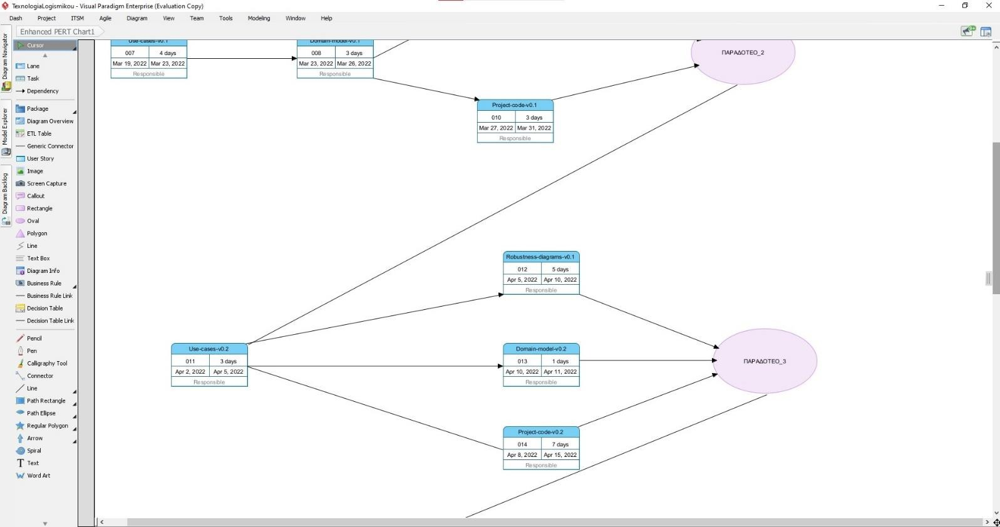 TexnologiaLogismikou - Visual Paradigm Enterprise (Evaluation Copy)
Dash Project ITSM Agile Diagram View Team Tools Modeling Window Help
Enhanced PERT Chart1
Diagram Navigator
Model Explorer
Diagram Backlog
Cursor
Lane
Task
Dependency
Package
Diagram Overview
ETL Table
Generic Connector
User Story
Image
Screen Capture
Callout
Rectangle
Oval
Polygon
Line
Text Box
Diagram Info
Business Rule
Business Rule Link
Decision Table
Decision Table Link
Pencil
Pen
Calligraphy Tool
Connector
Line
Path Rectangle
Path Ellipse
Regular Polygon
Arrow
Spiral
Text
Word Art
Use-cases-v0.1
007 4 days
Mar 19, 2022 Mar 23, 2022
Responsible
Domain-model-v0.1
008 3 days
Mar 23, 2022 Mar 26, 2022
Responsible
ΠΑΡΑΔΟΤΕΟ_2
Project-code-v0.1
010 3 days
Mar 27, 2022 Mar 31, 2022
Responsible
Robustness-diagrams-v0.1
012 5 days
Apr 5, 2022 Apr 10, 2022
Responsible
Use-cases-v0.2
011 3 days
Apr 2, 2022 Apr 5, 2022
Responsible
Domain-model-v0.2
013 1 days
Apr 10, 2022 Apr 11, 2022
Responsible
ΠΑΡΑΔΟΤΕΟ_3
Project-code-v0.2
014 7 days
Apr 8, 2022 Apr 15, 2022
Responsible